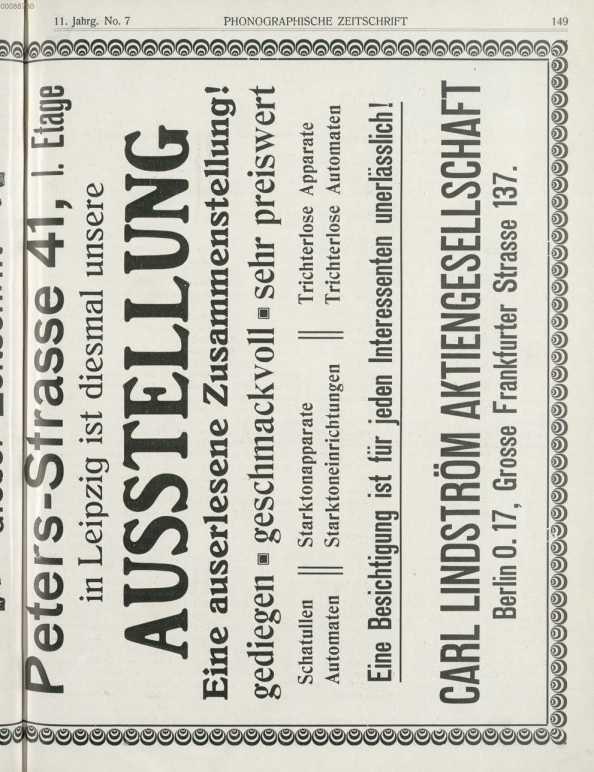 11. Jahrg. No. 7 PHONOGRAPHISCHE ZEITSCHRIFT 149
Peters-Strasse 41, I. Etage
in Leipzig ist diesmal unsere
AUSSTELLUNG
Eine auserlesene Zusammenstellung!
gediegen ▣ geschmackvoll ▣ sehr preiswert
Schatullen || Starktonapparate || Trichterlose Apparate
Automaten || Starktoneinrichtungen || Trichterlose Automaten
Eine Besichtigung ist für jeden Interessenten unerlässlich!
CARL LINDSTRÖM AKTIENGESELLSCHAFT
Berlin O. 17, Grosse Frankfurter Strasse 137.